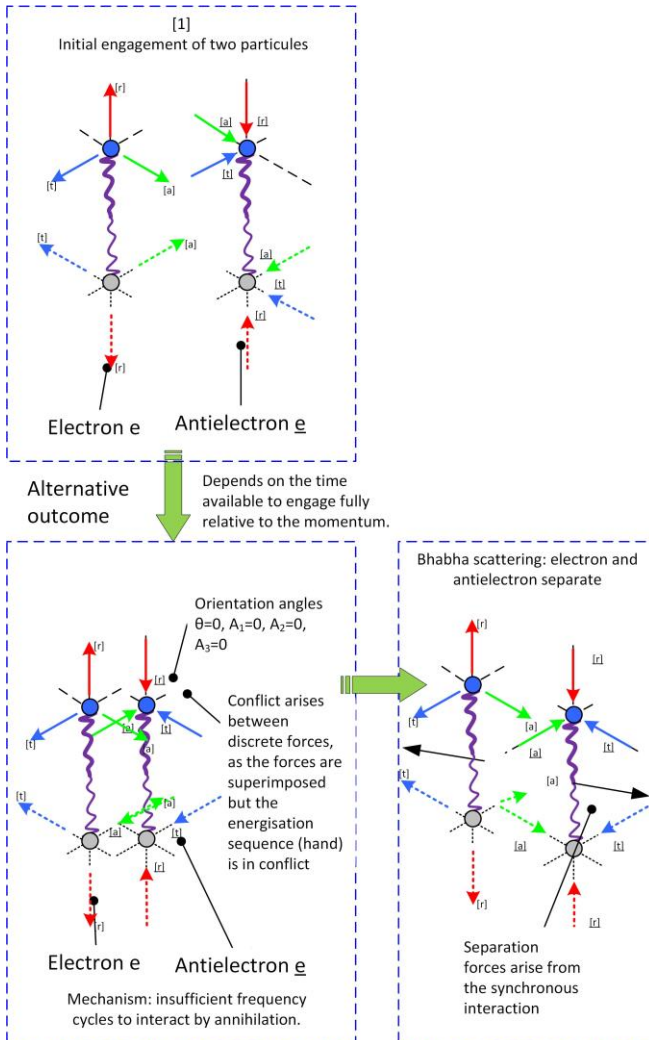 [1]
Initial engagement of two particules
[r]
[a]
[r]
[t]
[a]
[t]
[t]
[a]
[a]
[t]
[r]
[r]
Electron e
Antielectron e
Alternative
outcome
Depends on the time
available to engage fully
relative to the momentum.
Orientation angles
θ=0, A₁=0, A₂=0,
A₃=0
[r]
[r]
Conflict arises
between
discrete forces,
as the forces are
superimposed
but the
energisation
sequence (hand)
is in conflict
[t]
[a]
[t]
[a]
[t]
[a]
[a]
[t]
[r]
[r]
Electron e
Antielectron e
Mechanism: insufficient frequency
cycles to interact by annihilation.
Bhabha scattering: electron and
antielectron separate
[r]
[r]
[t]
[a]
[a]
[t]
[t]
[a]
[a]
[t]
[r]
[r]
Separation
forces arise from
the synchronous
interaction